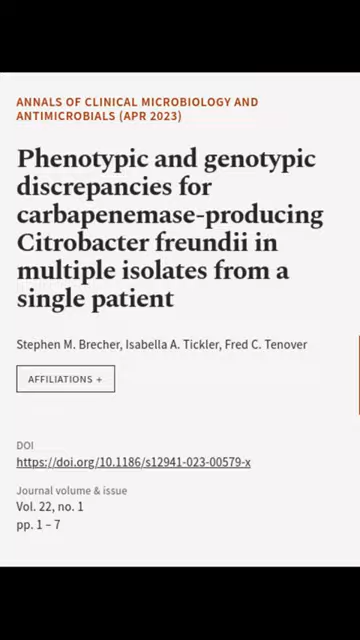 ANNALS OF CLINICAL MICROBIOLOGY AND
ANTIMICROBIALS (APR 2023)
Phenotypic and genotypic
discrepancies for
carbapenemase-producing
Citrobacter freundii in
multiple isolates from a
single patient
Stephen M. Brecher, Isabella A. Tickler, Fred C. Tenover
AFFILIATIONS +
DOI
https://doi.org/10.1186/s12941-023-00579-x
Journal volume & issue
Vol. 22, no. 1
pp. 1 – 7